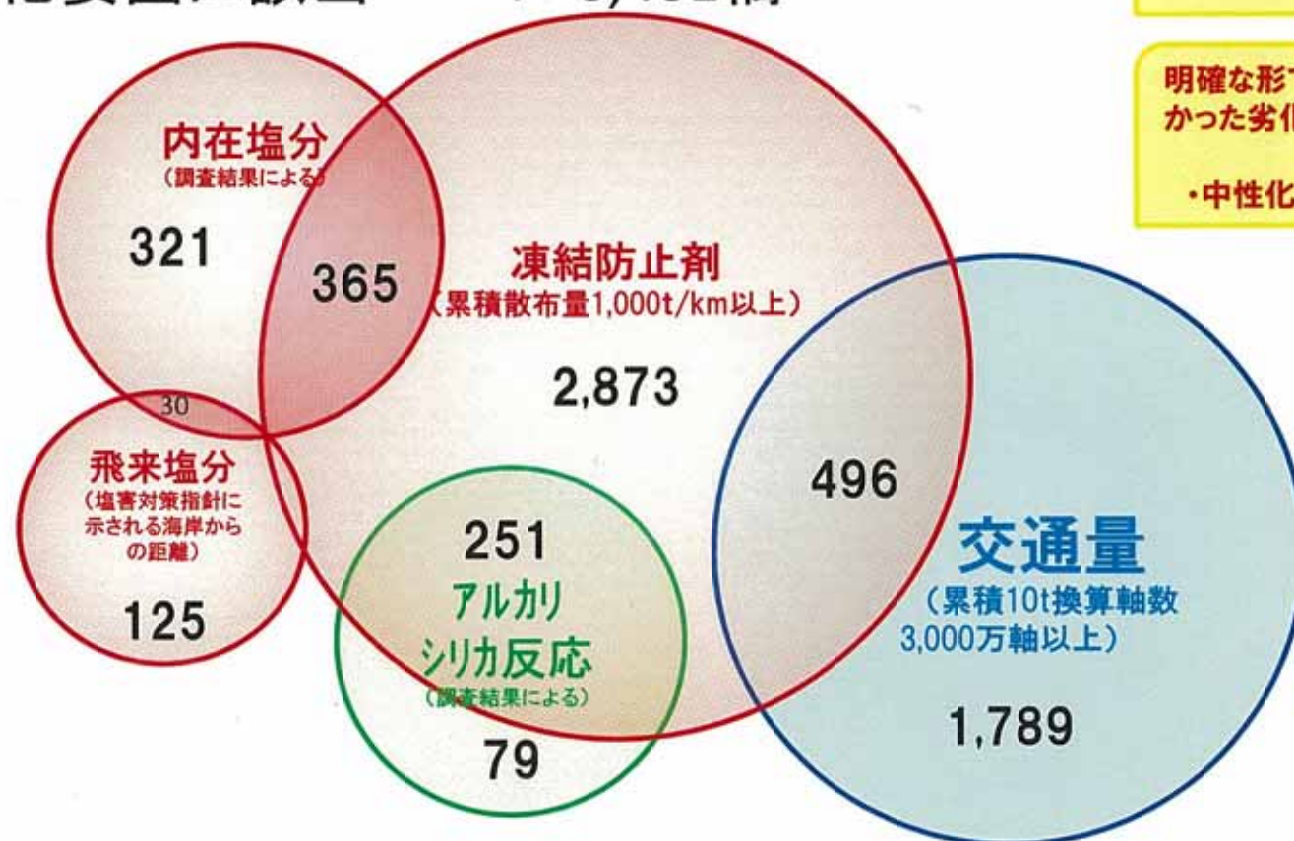 明確な形で
かった劣化
・中性化
内在塩分
（調査結果による）
321
365
凍結防止剤
（累積散布量1,000t/km以上）
2,873
30
飛来塩分
（塩害対策指針に
示される海岸から
の距離）
125
496
251
アルカリ
シリカ反応
（調査結果による）
79
交通量
（累積10t換算軸数
3,000万軸以上）
1,789